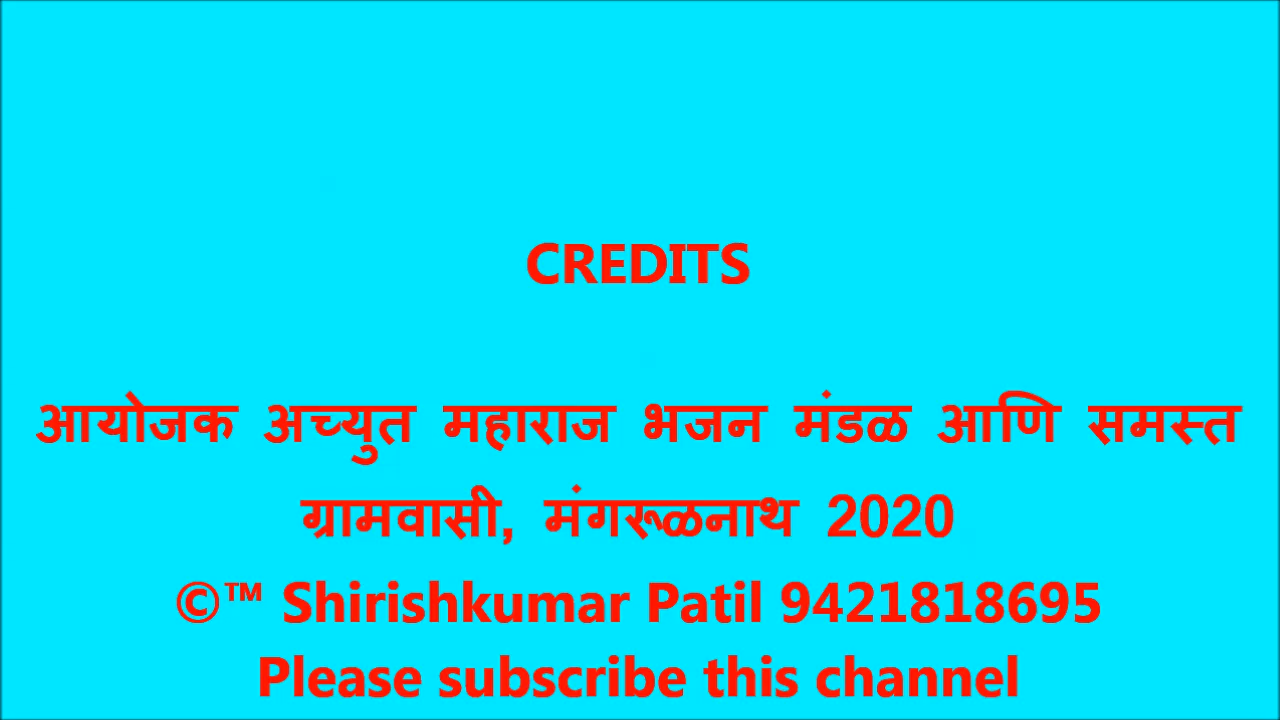 CREDITS
आयोजक अच्युत महाराज भजन मंडळ आणि समस्त
ग्रामवासी, मंगरूळनाथ 2020
©™ Shirishkumar Patil 9421818695
Please subscribe this channel